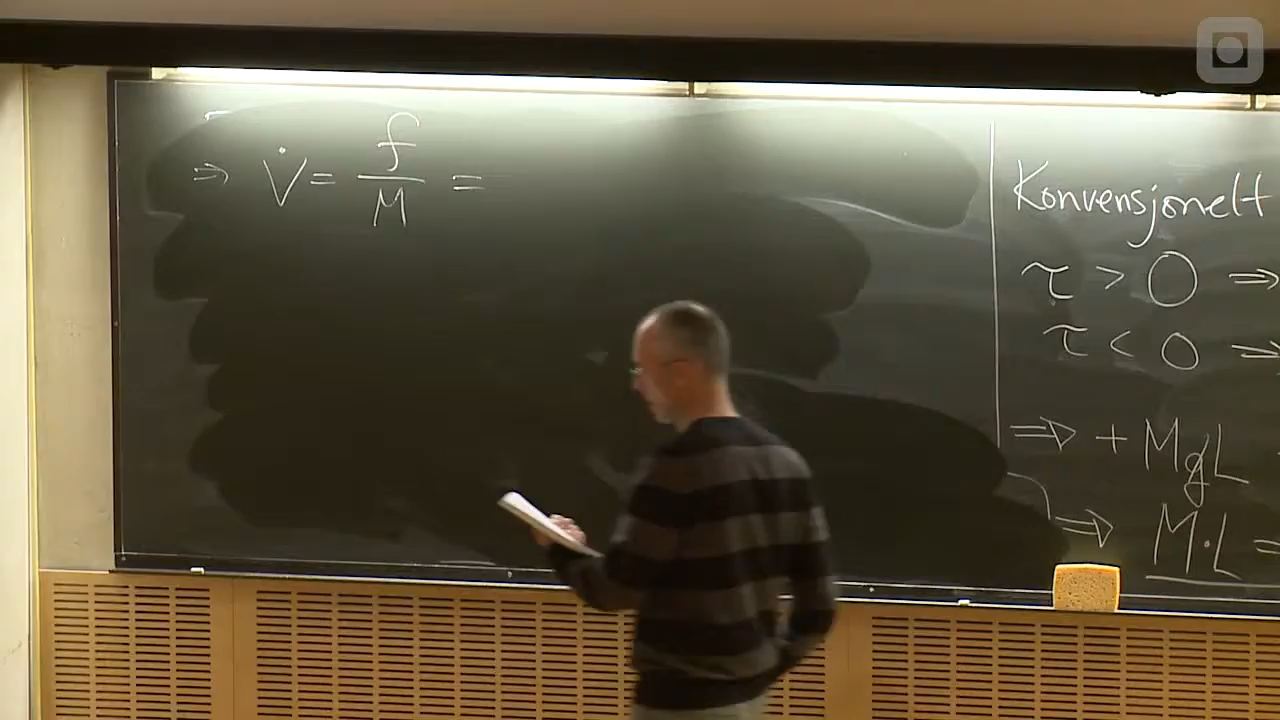 ⇒ V̇ = f/M =
Konvensjonelt
τ > 0 ⇒
τ < 0 ⇒
⇒ + MgL
⇒ M·L =